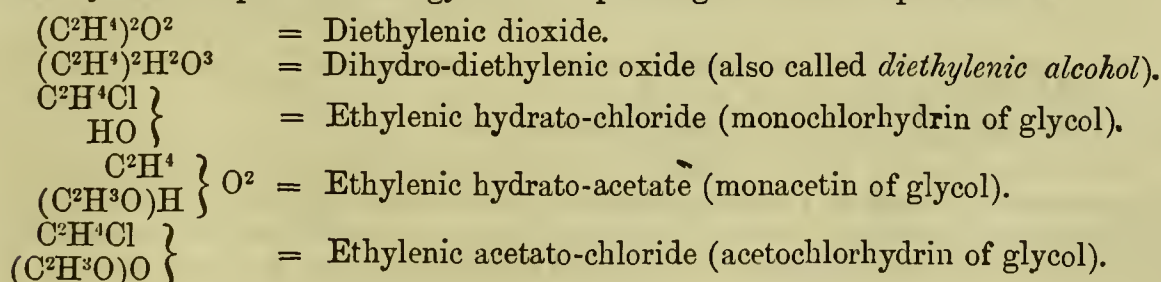 (C²H⁴)²O² = Diethylenic dioxide.
(C²H⁴)²H²O³ = Dihydro-diethylenic oxide (also called diethylenic alcohol).
C²H⁴Cl }
HO } = Ethylenic hydrato-chloride (monochlorhydrin of glycol).
C²H⁴
(C²H³O)H } O² = Ethylenic hydrato-acetate (monacetin of glycol).
C²H⁴Cl }
(C²H³O)O } = Ethylenic acetato-chloride (acetochlorhydrin of glycol).